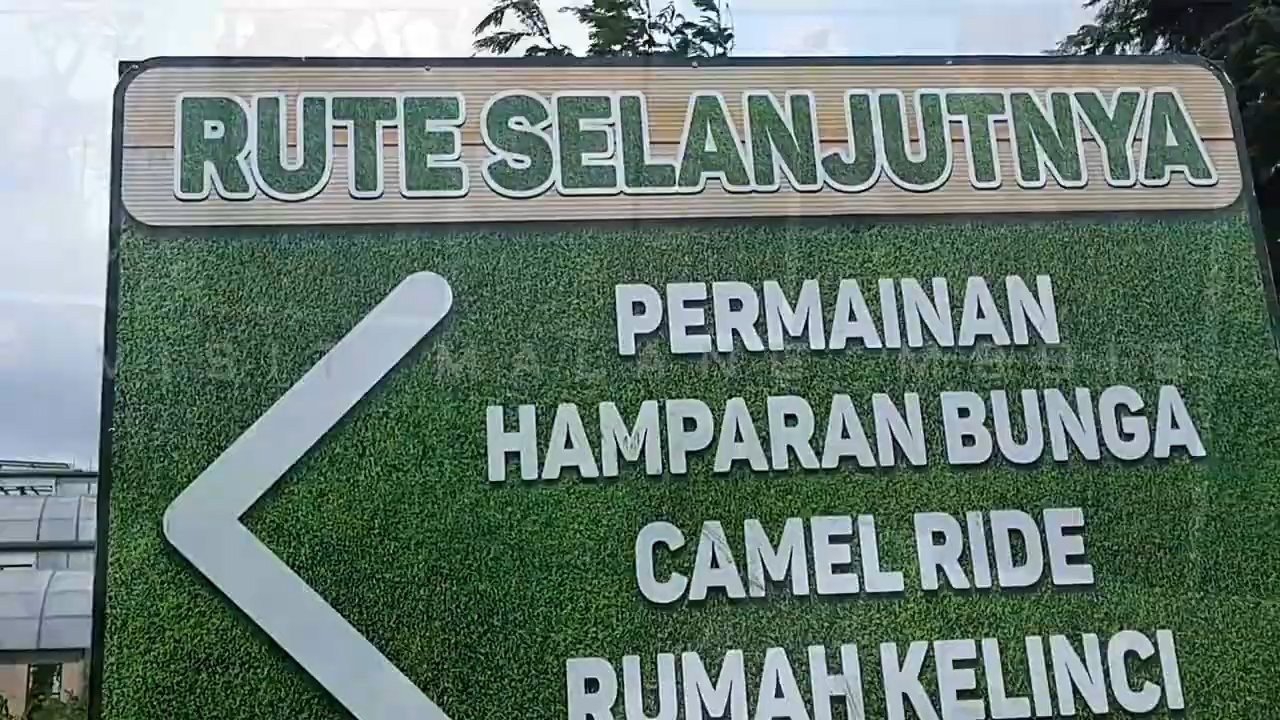 RUTE SELANJUTNYA
PERMAINAN
HAMPARAN BUNGA
CAMEL RIDE
RUMAH KELINCI